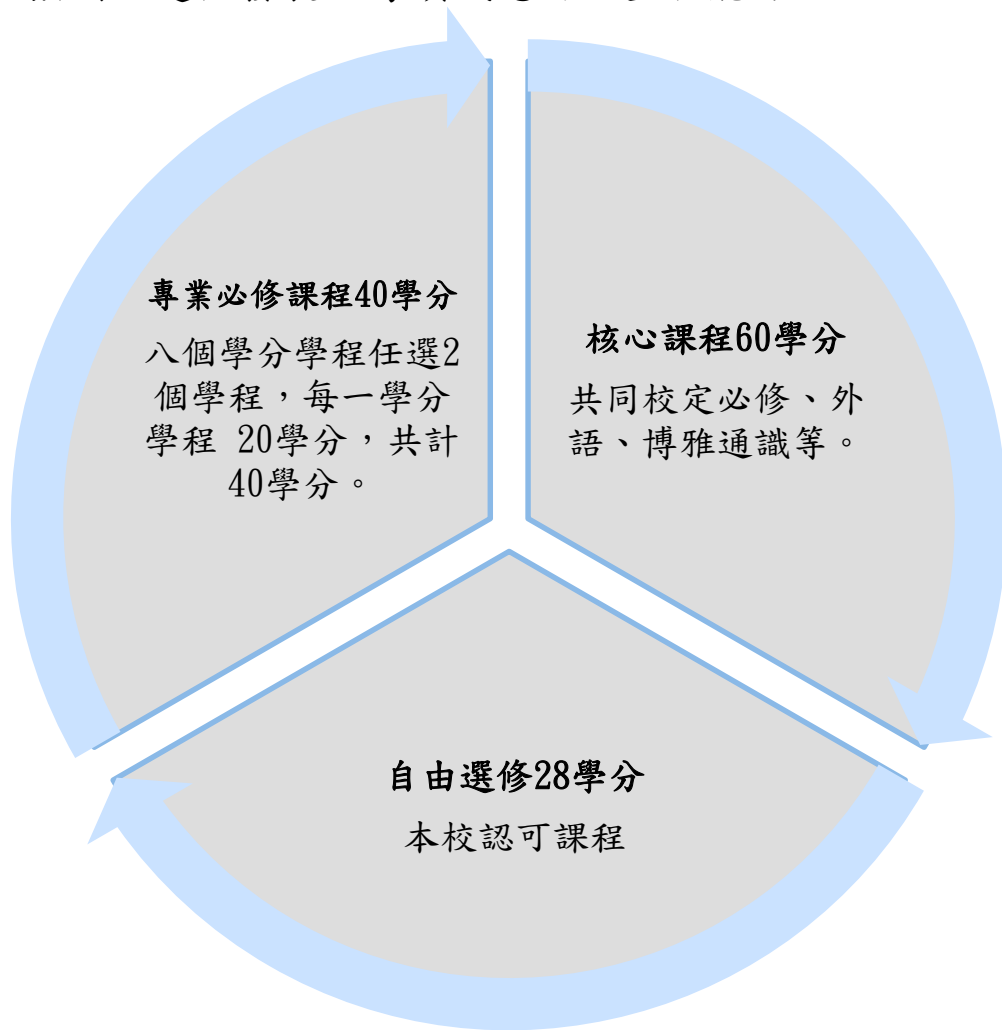 專業必修課程40學分
八個學分學程任選2
個學程，每一學分
學程 20學分，共計
40學分。
核心課程60學分
共同校定必修、外
語、博雅通識等。
自由選修28學分
本校認可課程